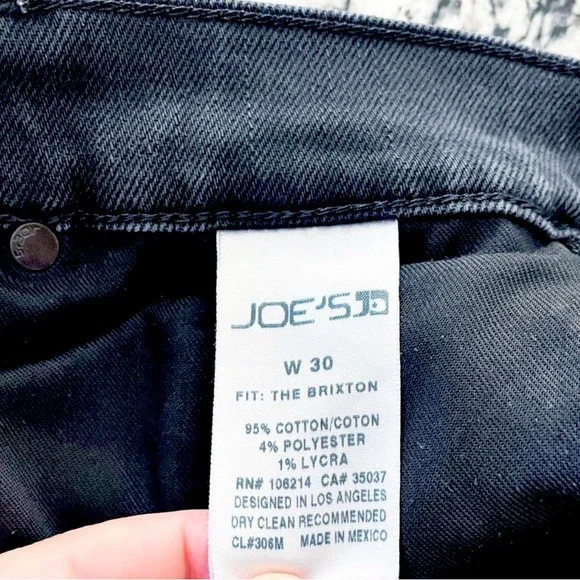 JOE'S
W 30
FIT: THE BRIXTON
95% COTTON/COTON
4% POLYESTER
1% LYCRA
RN# 106214 CA# 35037
DESIGNED IN LOS ANGELES
DRY CLEAN RECOMMENDED
CL#306M MADE IN MEXICO